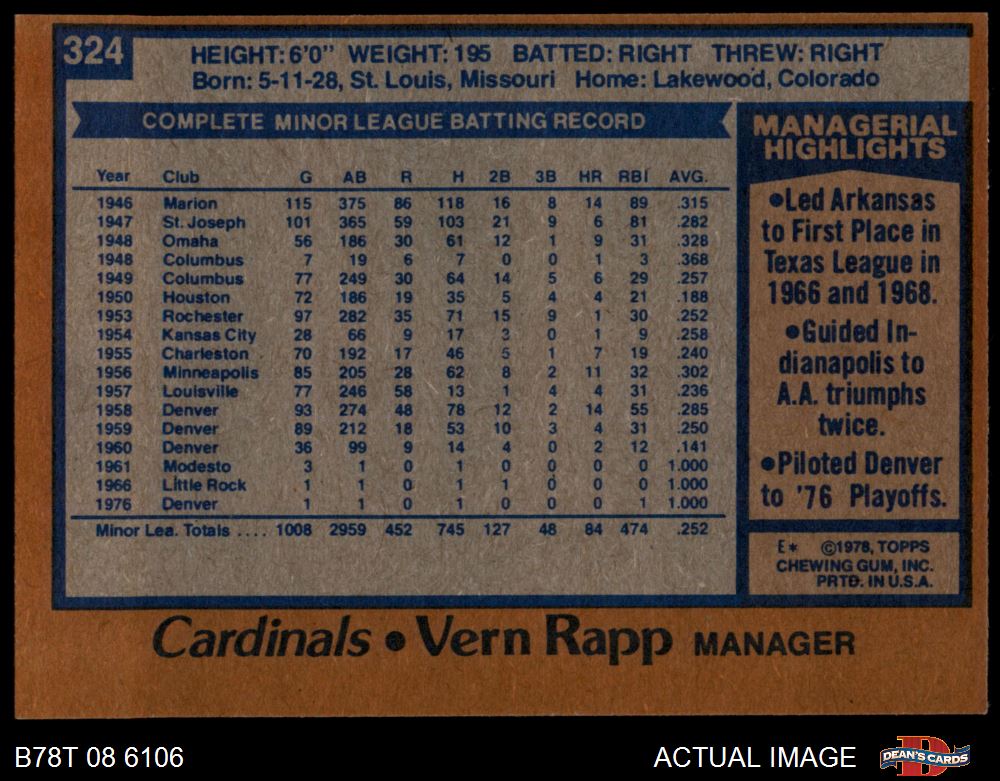 324
HEIGHT: 6'0" WEIGHT: 195 BATTED: RIGHT THREW: RIGHT
Born: 5-11-28, St. Louis, Missouri Home: Lakewood, Colorado
COMPLETE MINOR LEAGUE BATTING RECORD
Year Club G AB R H 2B 3B HR RBI AVG.
1946 Marion 115 375 86 118 16 8 14 89 .315
1947 St. Joseph 101 365 59 103 21 9 6 81 .282
1948 Omaha 56 186 30 61 12 1 9 31 .328
1948 Columbus 7 19 6 7 0 0 1 3 .368
1949 Columbus 77 249 30 64 14 5 6 29 .257
1950 Houston 72 186 19 35 5 4 4 21 .188
1953 Rochester 97 282 35 71 15 9 1 30 .252
1954 Kansas City 28 66 9 17 3 0 1 9 .258
1955 Charleston 70 192 17 46 5 1 7 19 .240
1956 Minneapolis 85 205 28 62 8 2 11 32 .302
1957 Louisville 77 246 58 13 1 4 4 31 .236
1958 Denver 93 274 48 78 12 2 14 55 .285
1959 Denver 89 212 18 53 10 3 4 31 .250
1960 Denver 36 99 9 14 4 0 2 12 .141
1961 Modesto 3 1 0 1 0 0 0 0 1.000
1966 Little Rock 1 1 0 1 1 0 0 0 1.000
1976 Denver 1 1 0 1 0 0 0 1 1.000
Minor Lea. Totals .... 1008 2959 452 745 127 48 84 474 .252
MANAGERIAL
HIGHLIGHTS
•Led Arkansas
to First Place in
Texas League in
1966 and 1968.
•Guided In-
dianapolis to
A.A. triumphs
twice.
•Piloted Denver
to '76 Playoffs.
E* ©1978, TOPPS
CHEWING GUM, INC.
PRTD. IN U.S.A.
Cardinals • Vern Rapp MANAGER
B78T 08 6106
ACTUAL IMAGE
DEAN'S CARDS